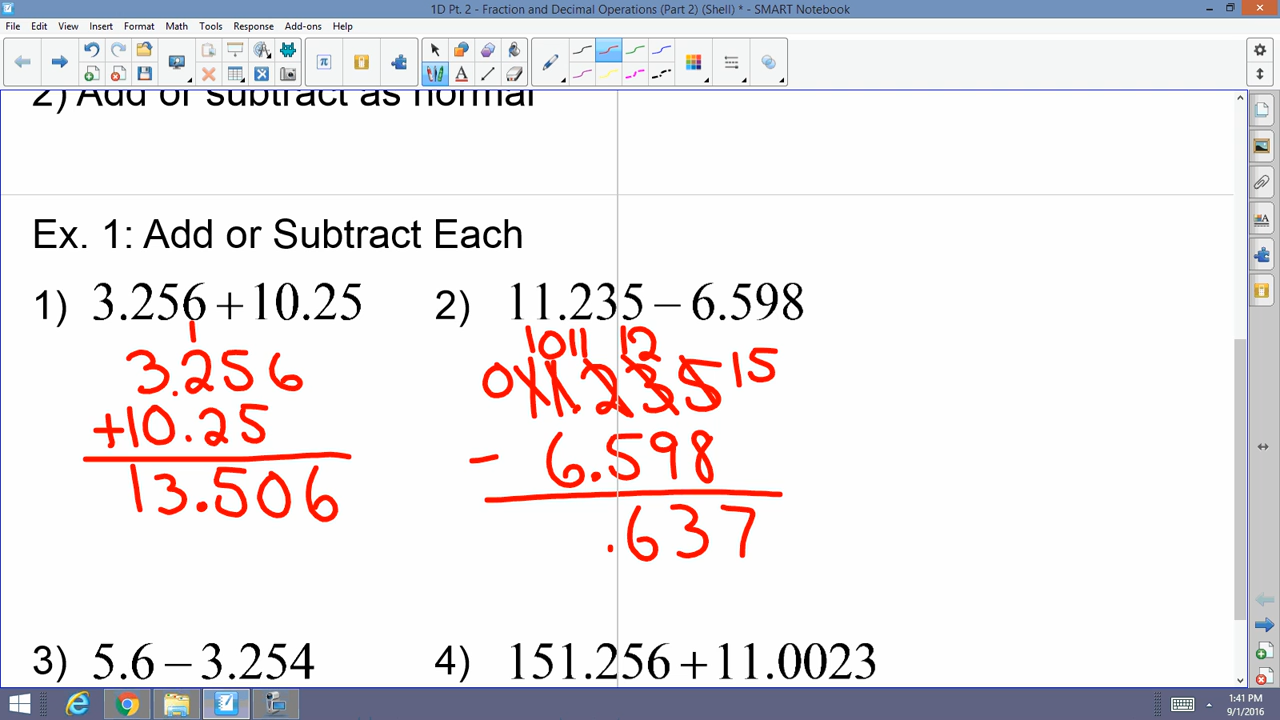 1D Pt. 2 - Fraction and Decimal Operations (Part 2) (Shell) * - SMART Notebook
File Edit View Insert Format Math Tools Response Add-ons Help
2) Add or subtract as normal
Ex. 1: Add or Subtract Each
1) 3.256 + 10.25 2) 11.235 − 6.598
1 10 11 12
3.256 0 11.235 15
+10.25 - 6.598
13.506 .637
3) 5.6 − 3.254 4) 151.256 + 11.0023
1:41 PM
9/1/2016